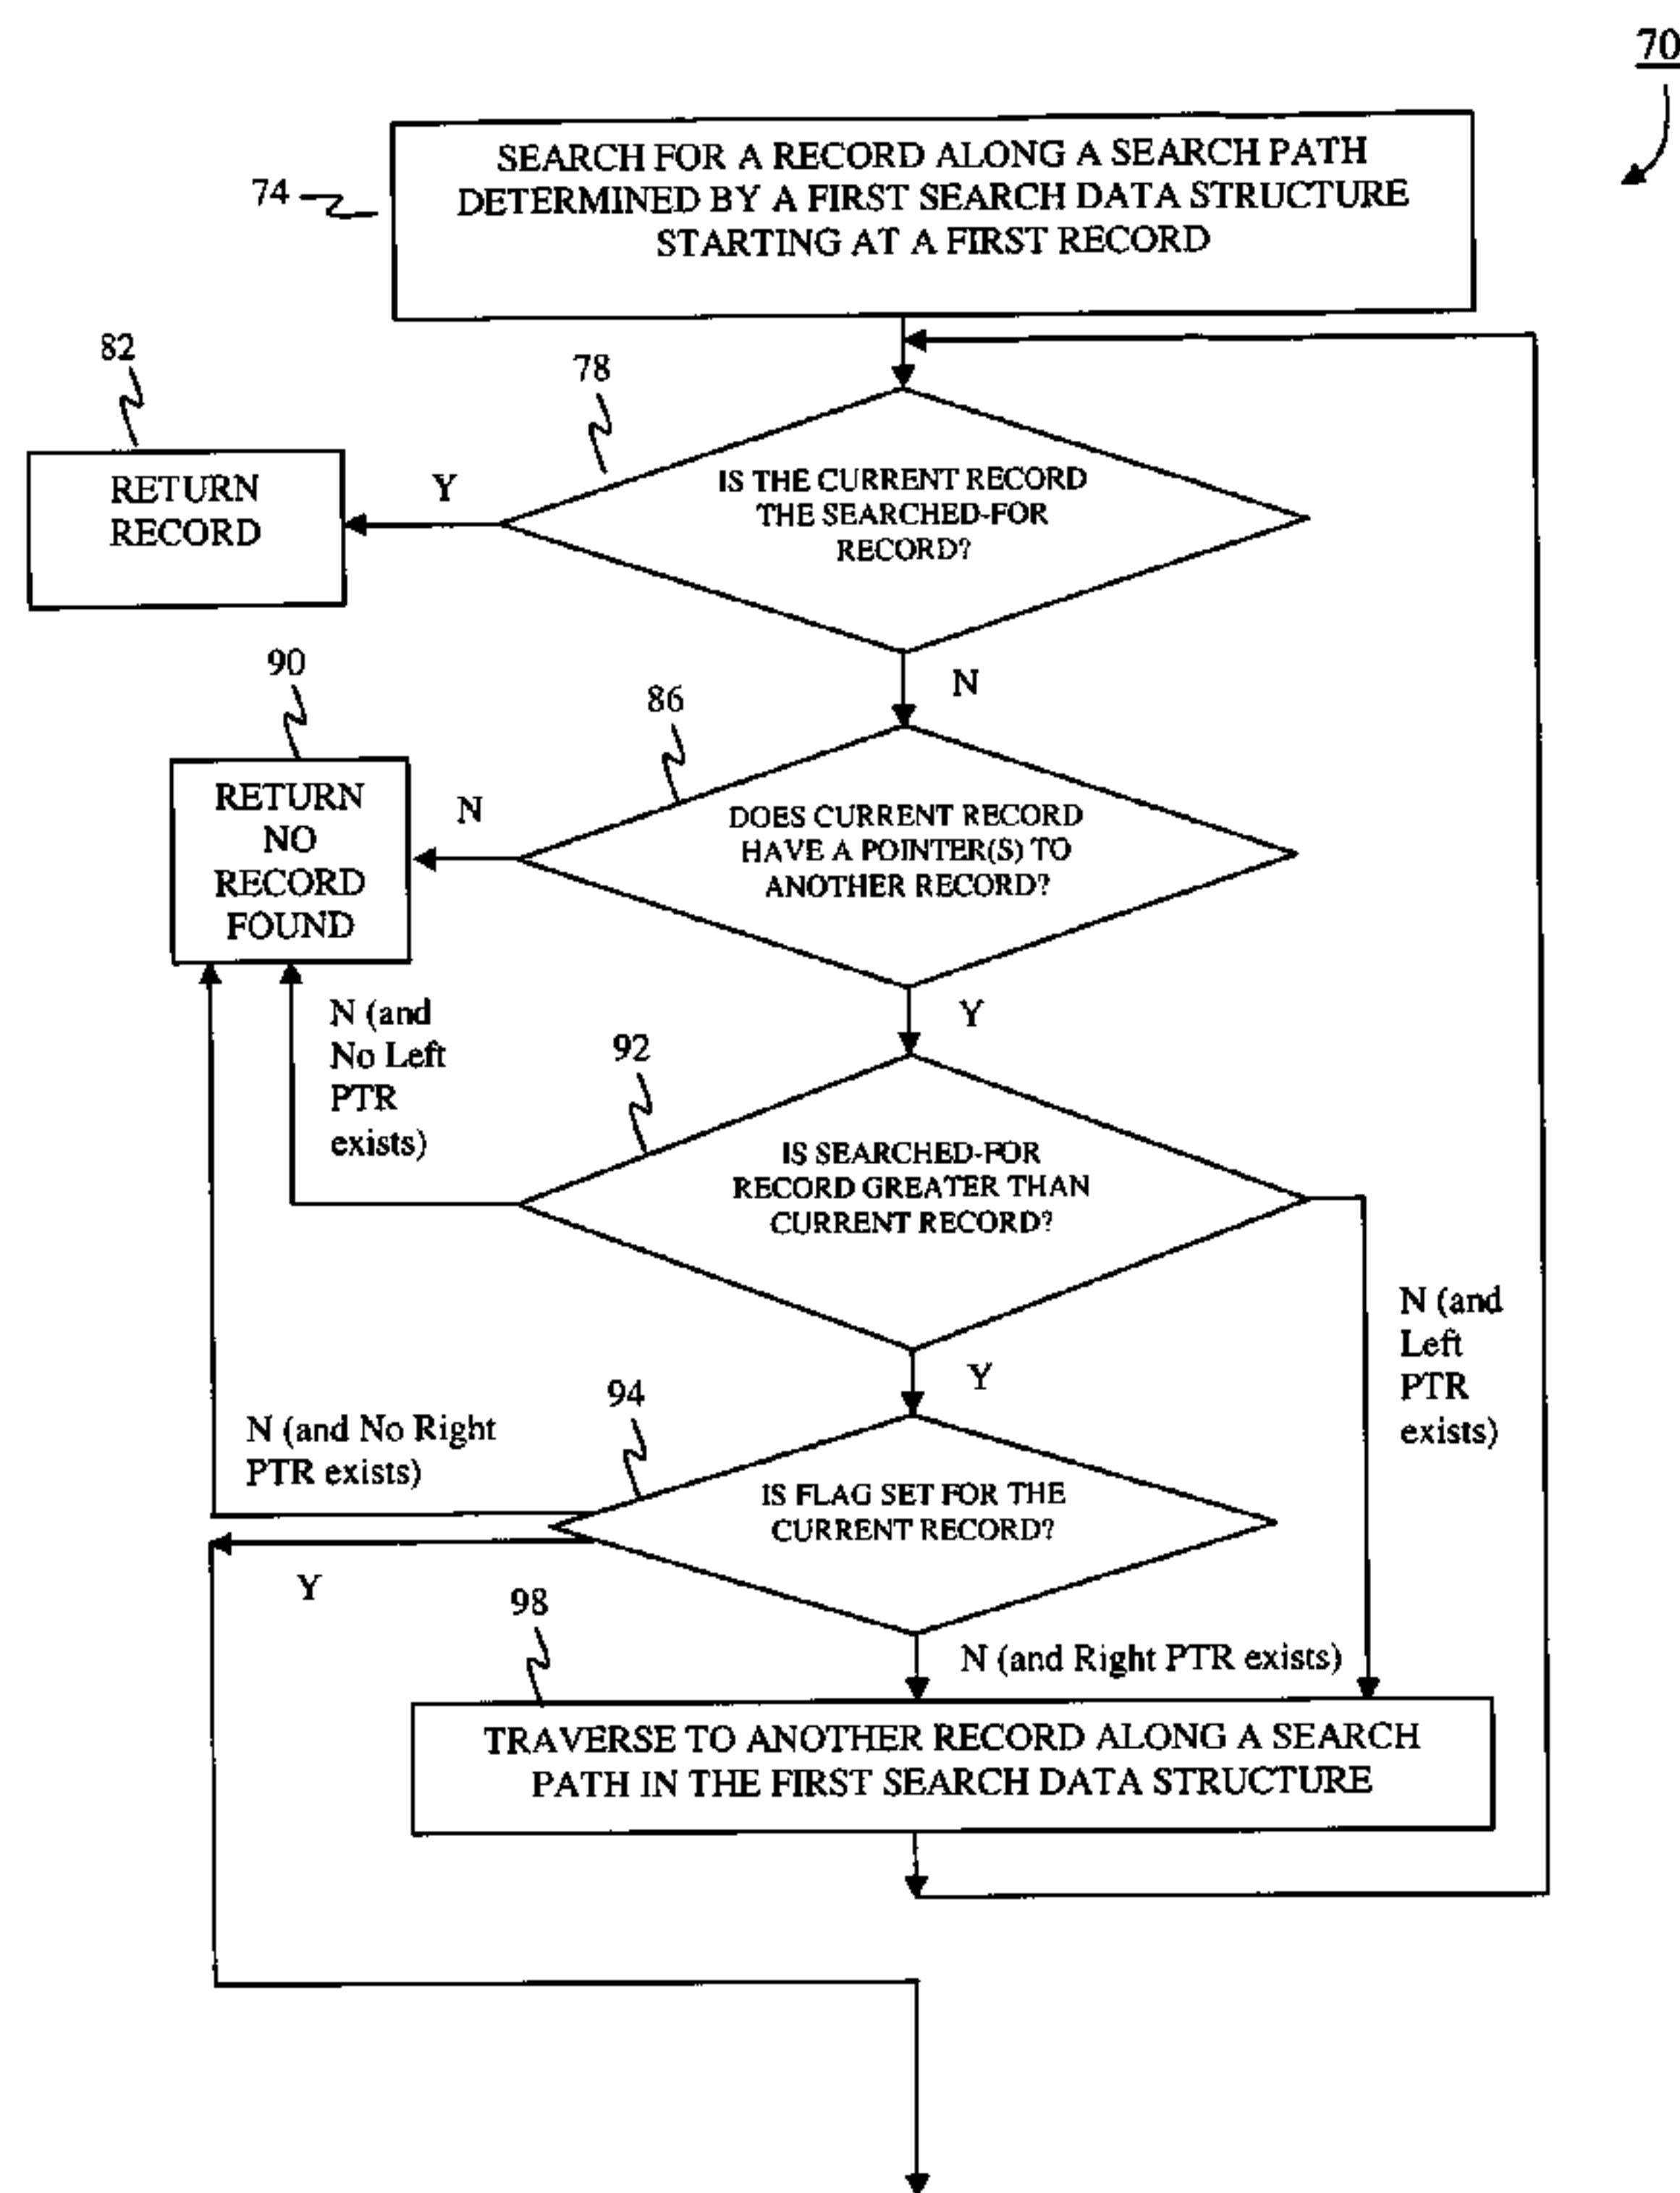 70
SEARCH FOR A RECORD ALONG A SEARCH PATH
DETERMINED BY A FIRST SEARCH DATA STRUCTURE
STARTING AT A FIRST RECORD
74
82
78
RETURN
RECORD
Y
IS THE CURRENT RECORD
THE SEARCHED-FOR
RECORD?
N
90
86
RETURN
NO
RECORD
FOUND
N
DOES CURRENT RECORD
HAVE A POINTER(S) TO
ANOTHER RECORD?
Y
N (and
No Left
PTR
exists)
92
IS SEARCHED-FOR
RECORD GREATER THAN
CURRENT RECORD?
N (and
Left
PTR
exists)
Y
94
N (and No Right
PTR exists)
IS FLAG SET FOR THE
CURRENT RECORD?
Y
98
N (and Right PTR exists)
TRAVERSE TO ANOTHER RECORD ALONG A SEARCH
PATH IN THE FIRST SEARCH DATA STRUCTURE